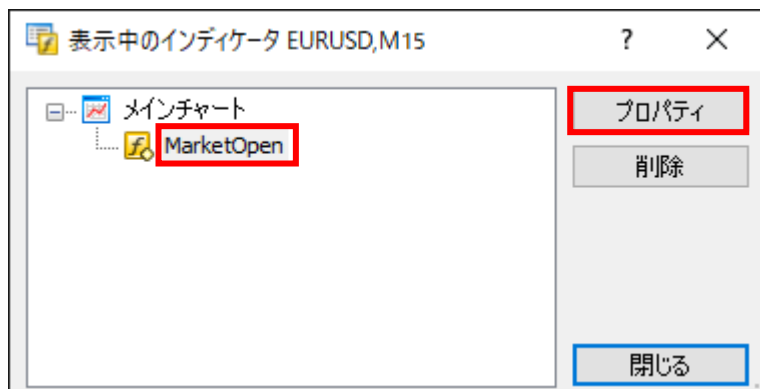 表示中のインディケータ EURUSD,M15
メインチャート
MarketOpen
プロパティ
削除
閉じる